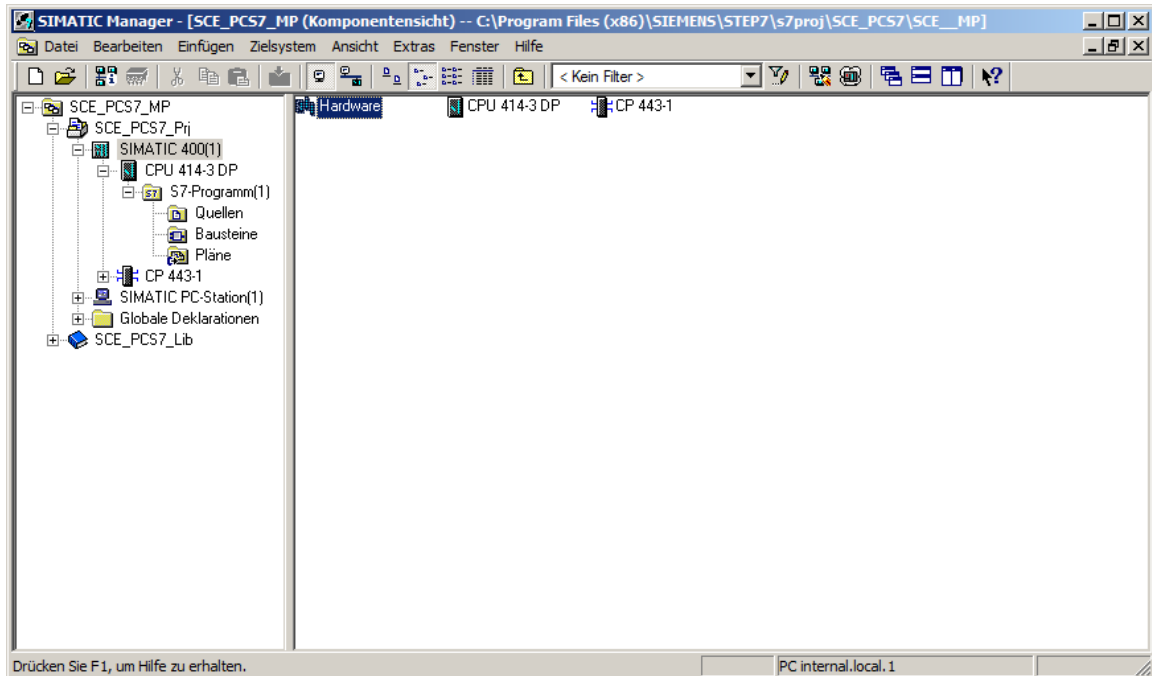 SIMATIC Manager - [SCE_PCS7_MP (Komponentensicht) -- C:\Program Files (x86)\SIEMENS\STEP7\s7proj\SCE_PCS7\SCE__MP]
Datei Bearbeiten Einfügen Zielsystem Ansicht Extras Fenster Hilfe
< Kein Filter >
SCE_PCS7_MP
SCE_PCS7_Prj
SIMATIC 400(1)
CPU 414-3 DP
S7-Programm(1)
Quellen
Bausteine
Pläne
CP 443-1
SIMATIC PC-Station(1)
Globale Deklarationen
SCE_PCS7_Lib
Hardware CPU 414-3 DP CP 443-1
Drücken Sie F1, um Hilfe zu erhalten. PC internal.local.1